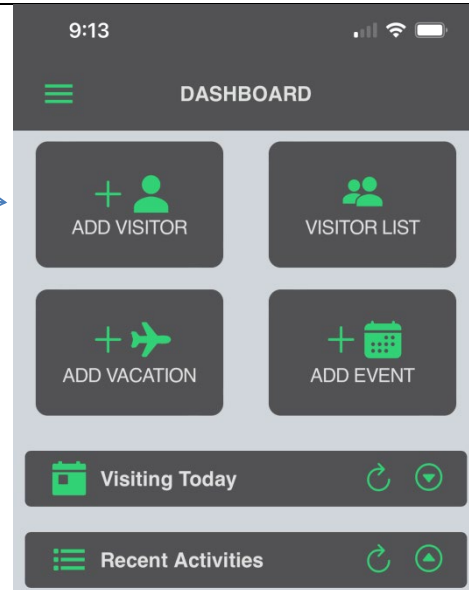 9:13
DASHBOARD
ADD VISITOR
VISITOR LIST
ADD VACATION
ADD EVENT
Visiting Today
Recent Activities